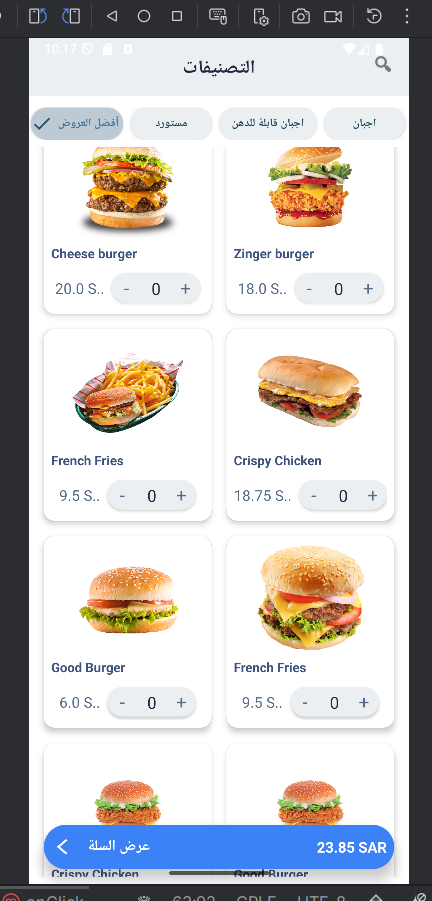 10:17
التصنيفات
أفضل العروض
مستورد
اجبان قابلة للدهن
اجبان
Cheese burger
Zinger burger
20.0 S.. - 0 +
18.0 S.. - 0 +
French Fries
Crispy Chicken
9.5 S.. - 0 +
18.75 S.. - 0 +
Good Burger
French Fries
6.0 S.. - 0 +
9.5 S.. - 0 +
عرض السلة
23.85 SAR
Crispy Chicken
Good Burger
onClick
63:93
CRLF
UTF-8